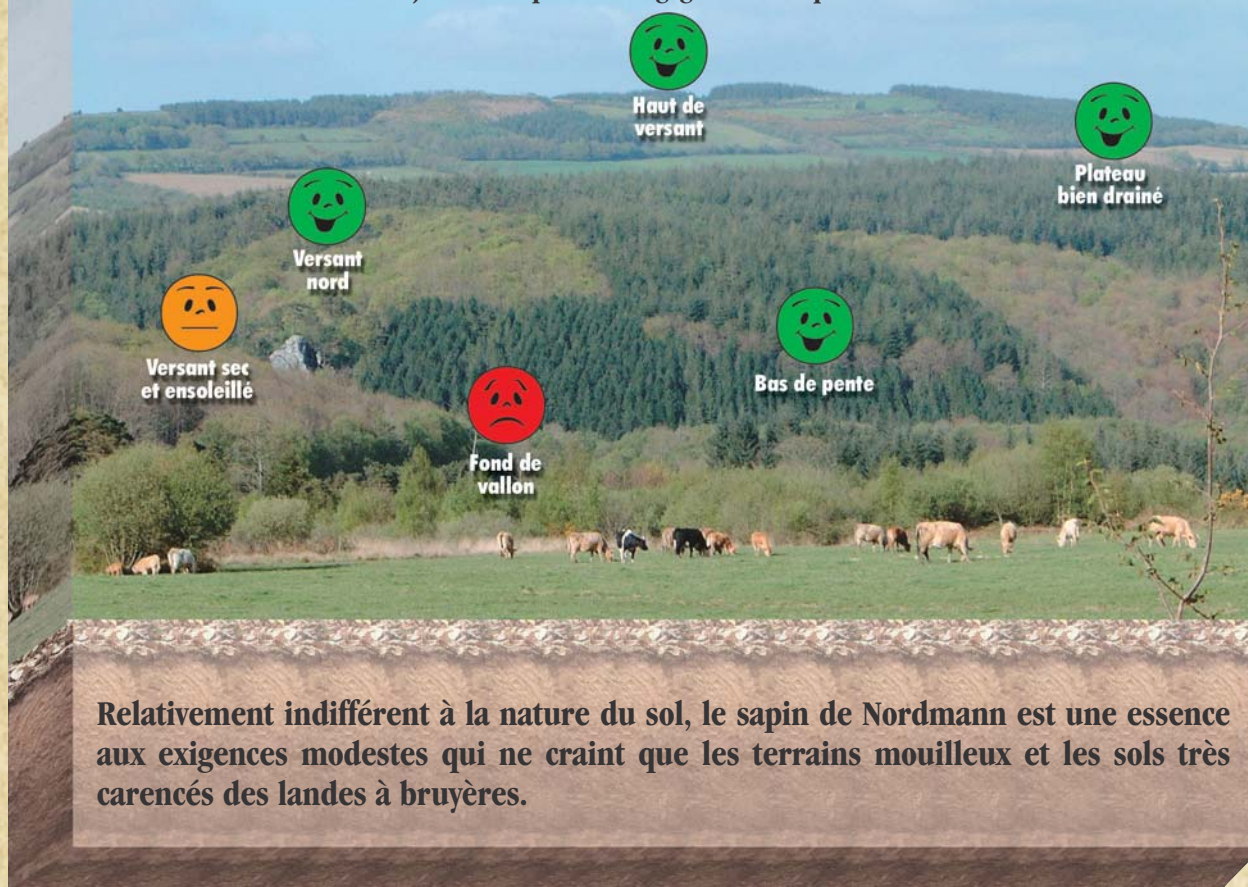 Haut de
versant
Plateau
bien drainé
Versant
nord
Versant sec
et ensoleillé
Bas de pente
Fond de
vallon
Relativement indifférent à la nature du sol, le sapin de Nordmann est une essence
aux exigences modestes qui ne craint que les terrains mouilleux et les sols très
carencés des landes à bruyères.